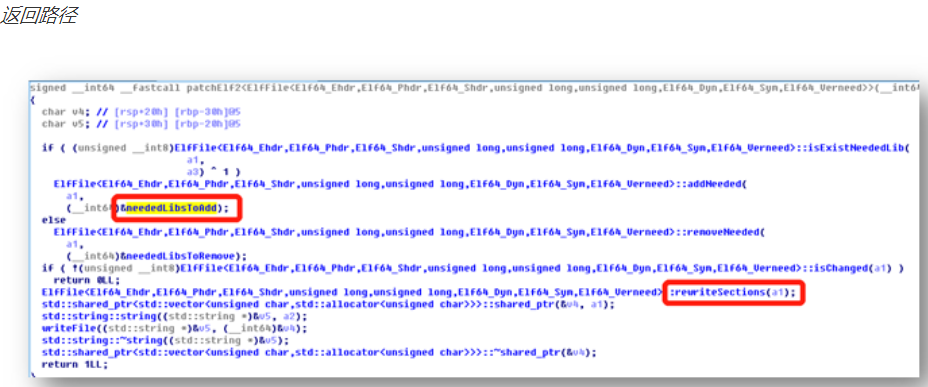 返回路径
signed __int64 __fastcall patchElf2<ElfFile<Elf64_Ehdr,Elf64_Phdr,Elf64_Shdr,unsigned long,unsigned long,Elf64_Dyn,Elf64_Sym,Elf64_Verneed>>(__int64
{
char v4; // [rsp+20h] [rbp-30h]@5
char v5; // [rsp+30h] [rbp-20h]@5
if ( (unsigned __int8)ElfFile<Elf64_Ehdr,Elf64_Phdr,Elf64_Shdr,unsigned long,unsigned long,Elf64_Dyn,Elf64_Sym,Elf64_Verneed>::isExistNeededLib(
a1,
a3) ^ 1 )
ElfFile<Elf64_Ehdr,Elf64_Phdr,Elf64_Shdr,unsigned long,unsigned long,Elf64_Dyn,Elf64_Sym,Elf64_Verneed>::addNeeded(
a1,
(__int64)&neededLibsToAdd);
else
ElfFile<Elf64_Ehdr,Elf64_Phdr,Elf64_Shdr,unsigned long,unsigned long,Elf64_Dyn,Elf64_Sym,Elf64_Verneed>::removeNeeded(
a1,
(__int64)&neededLibsToRemove);
if ( !(unsigned __int8)ElfFile<Elf64_Ehdr,Elf64_Phdr,Elf64_Shdr,unsigned long,unsigned long,Elf64_Dyn,Elf64_Sym,Elf64_Verneed>::isChanged(a1) )
return 0LL;
ElfFile<Elf64_Ehdr,Elf64_Phdr,Elf64_Shdr,unsigned long,unsigned long,Elf64_Dyn,Elf64_Sym,Elf64_Verneed>::rewriteSections(a1);
std::shared_ptr<std::vector<unsigned char,std::allocator<unsigned char>>>::shared_ptr(&v4, a1);
std::string::string((std::string *)&v5, a2);
writeFile((std::string *)&v5, (__int64)&v4);
std::string::~string((std::string *)&v5);
std::shared_ptr<std::vector<unsigned char,std::allocator<unsigned char>>>::~shared_ptr(&v4);
return 1LL;